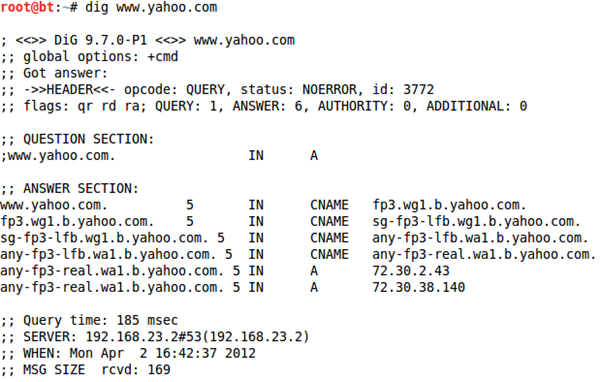 root@bt:~# dig www.yahoo.com
; <<>> DiG 9.7.0-P1 <<>> www.yahoo.com
;; global options: +cmd
;; Got answer:
;; ->>HEADER<<- opcode: QUERY, status: NOERROR, id: 3772
;; flags: qr rd ra; QUERY: 1, ANSWER: 6, AUTHORITY: 0, ADDITIONAL: 0
;; QUESTION SECTION:
;www.yahoo.com. IN A
;; ANSWER SECTION:
www.yahoo.com. 5 IN CNAME fp3.wg1.b.yahoo.com.
fp3.wg1.b.yahoo.com. 5 IN CNAME sg-fp3-lfb.wg1.b.yahoo.com.
sg-fp3-lfb.wg1.b.yahoo.com. 5 IN CNAME any-fp3-lfb.wa1.b.yahoo.com.
any-fp3-lfb.wa1.b.yahoo.com. 5 IN CNAME any-fp3-real.wa1.b.yahoo.com.
any-fp3-real.wa1.b.yahoo.com. 5 IN A 72.30.2.43
any-fp3-real.wa1.b.yahoo.com. 5 IN A 72.30.38.140
;; Query time: 185 msec
;; SERVER: 192.168.23.2#53(192.168.23.2)
;; WHEN: Mon Apr  2 16:42:37 2012
;; MSG SIZE  rcvd: 169